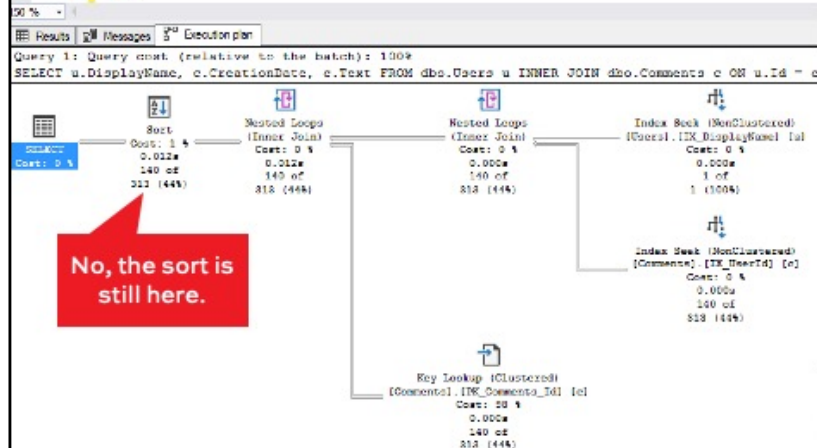 150 %
Results Messages Execution plan
Query 1: Query cost (relative to the batch): 100%
SELECT u.DisplayName, c.CreationDate, c.Text FROM dbo.Users u INNER JOIN dbo.Comments c ON u.Id = c
SELECT
Cost: 0 %
Sort
Cost: 1 %
0.012s
140 of
313 (44%)
Nested Loops
(Inner Join)
Cost: 0 %
0.012s
140 of
318 (44%)
Nested Loops
(Inner Join)
Cost: 0 %
0.000s
140 of
318 (44%)
Index Seek (NonClustered)
[Users].[IX_DisplayName] [u]
Cost: 0 %
0.000s
1 of
1 (100%)
No, the sort is
still here.
Index Seek (NonClustered)
[Comments].[IX_UserId] [c]
Cost: 0 %
0.000s
140 of
318 (44%)
Key Lookup (Clustered)
[Comments].[PK_Comments_Id] [c]
Cost: 98 %
0.000s
140 of
318 (44%)